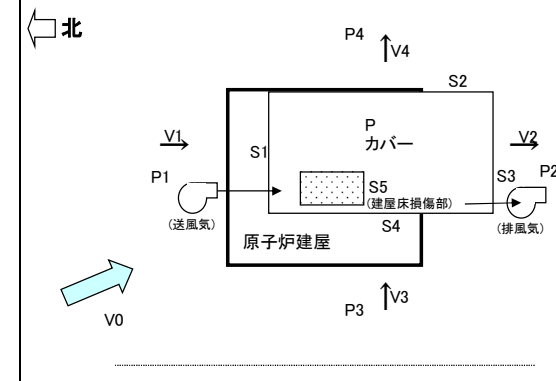 北
P4
V4
S2
V1
S1
P
カバー
V2
P1
S3
P2
S5
(建屋床損傷部)
(送風気)
S4
(排風気)
原子炉建屋
V0
P3
V3